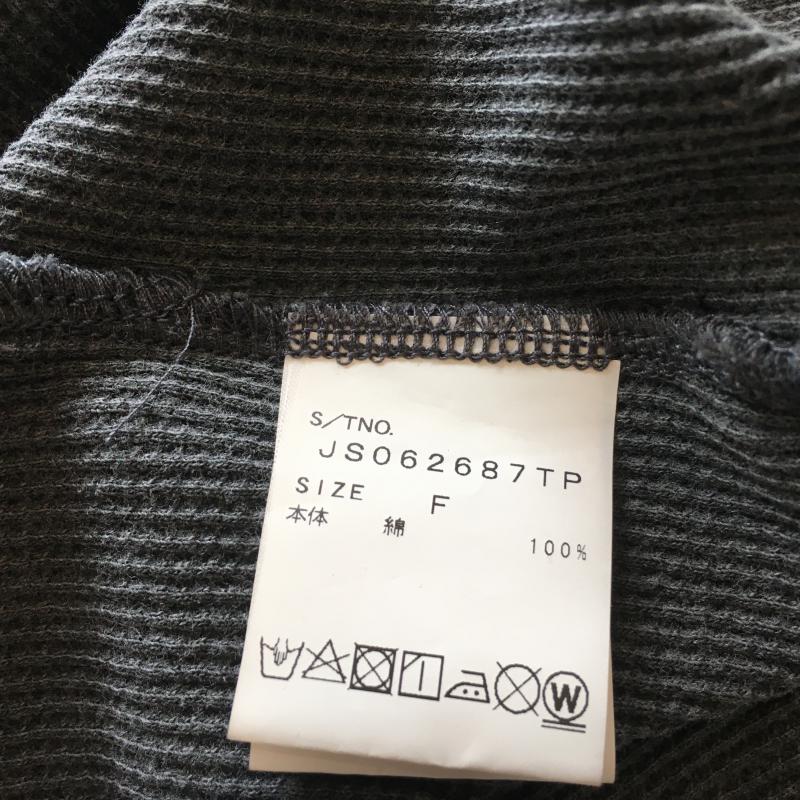 S/TNO.
JS062687TP
SIZE F
本体 綿 100%
W